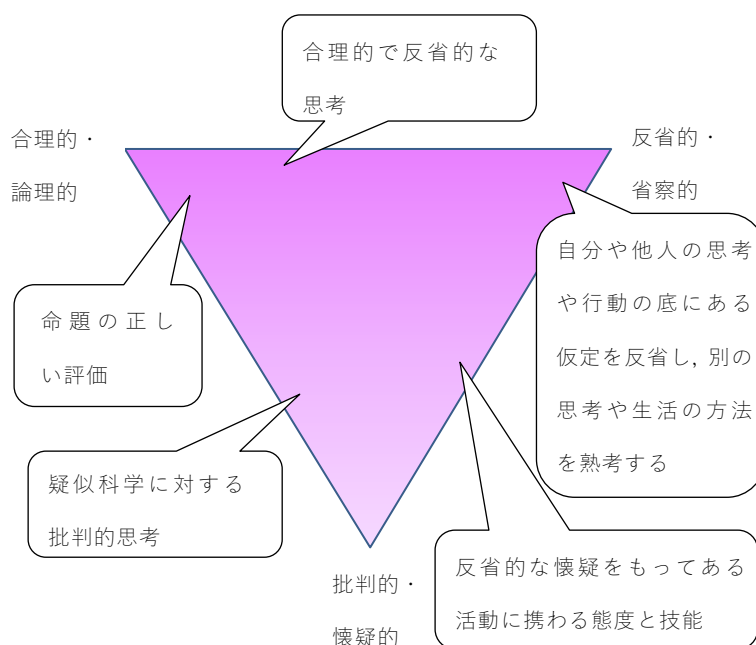 合理的で反省的な
思考
合理的・
論理的
反省的・
省察的
自分や他人の思考
や行動の底にある
仮定を反省し,別の
思考や生活の方法
を熟考する
命題の正し
い評価
疑似科学に対する
批判的思考
反省的な懐疑をもってある
活動に携わる態度と技能
批判的・
懐疑的